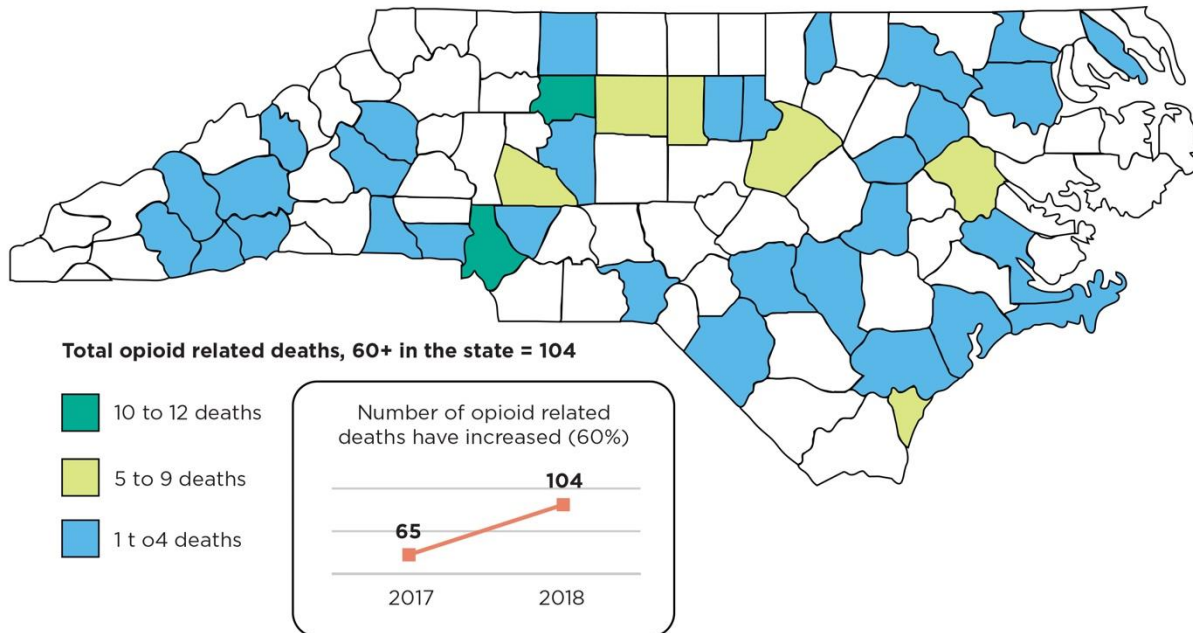 Total opioid related deaths, 60+ in the state = 104
10 to 12 deaths
5 to 9 deaths
1 t o4 deaths
Number of opioid related
deaths have increased (60%)
104
65
2017
2018